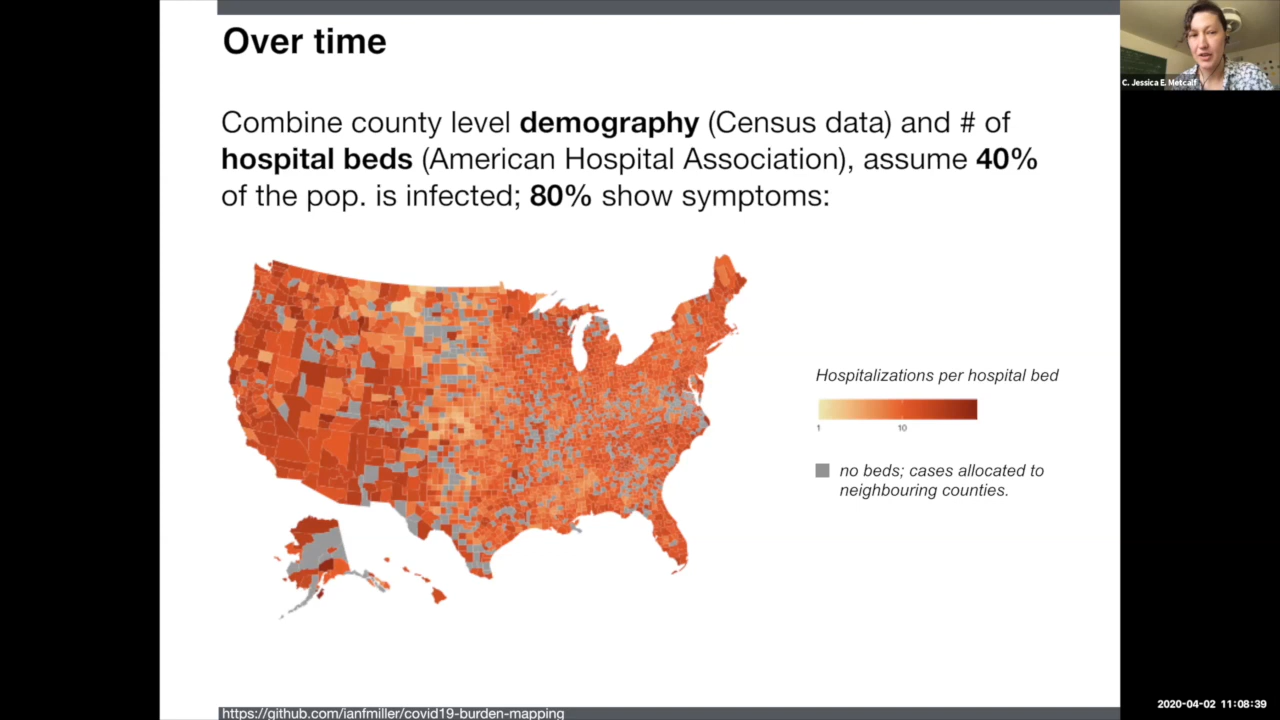 Over time
C. Jessica E. Metcalf
Combine county level demography (Census data) and # of
hospital beds (American Hospital Association), assume 40%
of the pop. is infected; 80% show symptoms:
Hospitalizations per hospital bed
1 10
no beds; cases allocated to
neighbouring counties.
2020-04-02 11:08:39
https://github.com/ianfmiller/covid19-burden-mapping